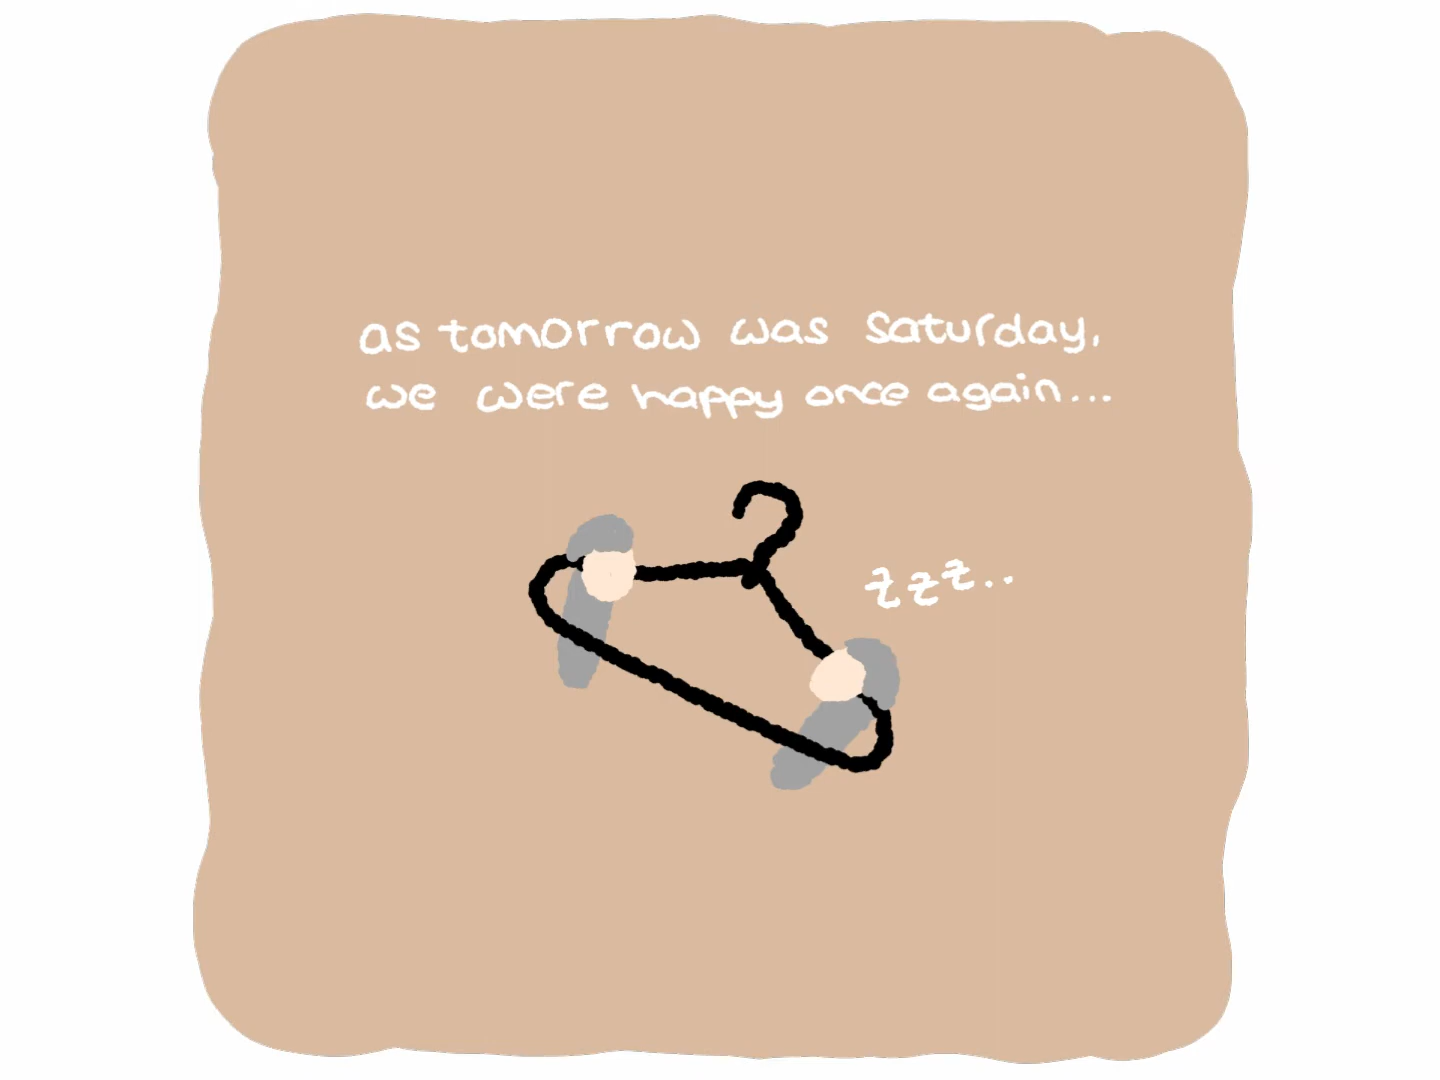 as tomorrow was saturday,
we were happy once again...
zzz..